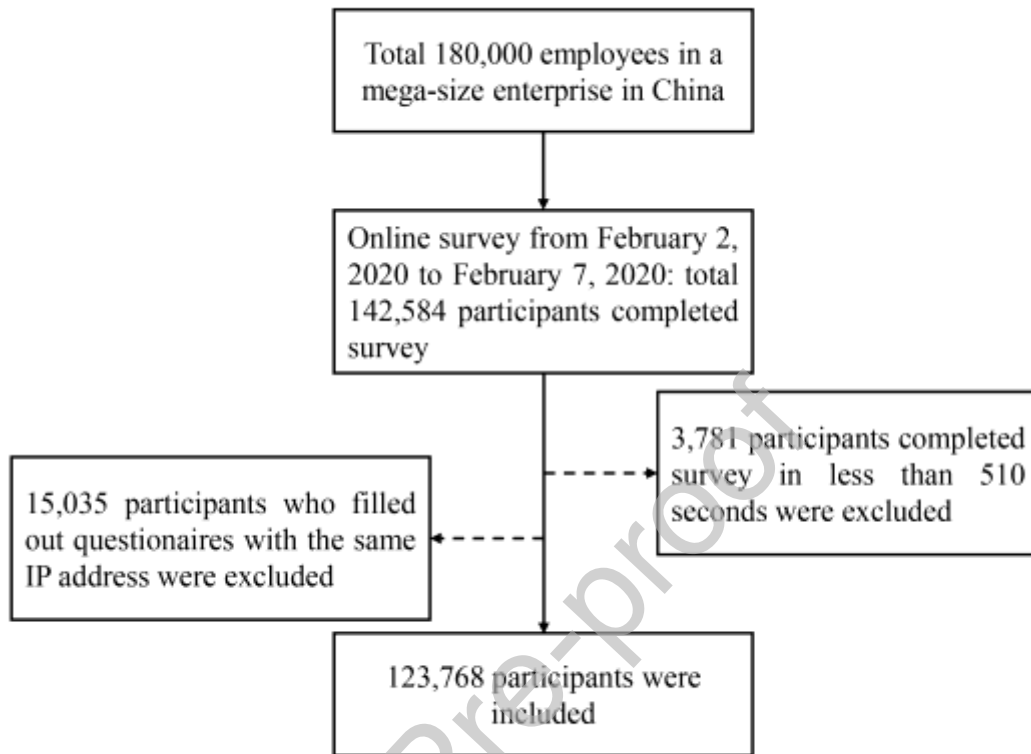 Total 180,000 employees in a
mega-size enterprise in China
Online survey from February 2,
2020 to February 7, 2020: total
142,584 participants completed
survey
3,781 participants completed
survey in less than 510
seconds were excluded
15,035 participants who filled
out questionaires with the same
IP address were excluded
123,768 participants were
included
Pre-proof